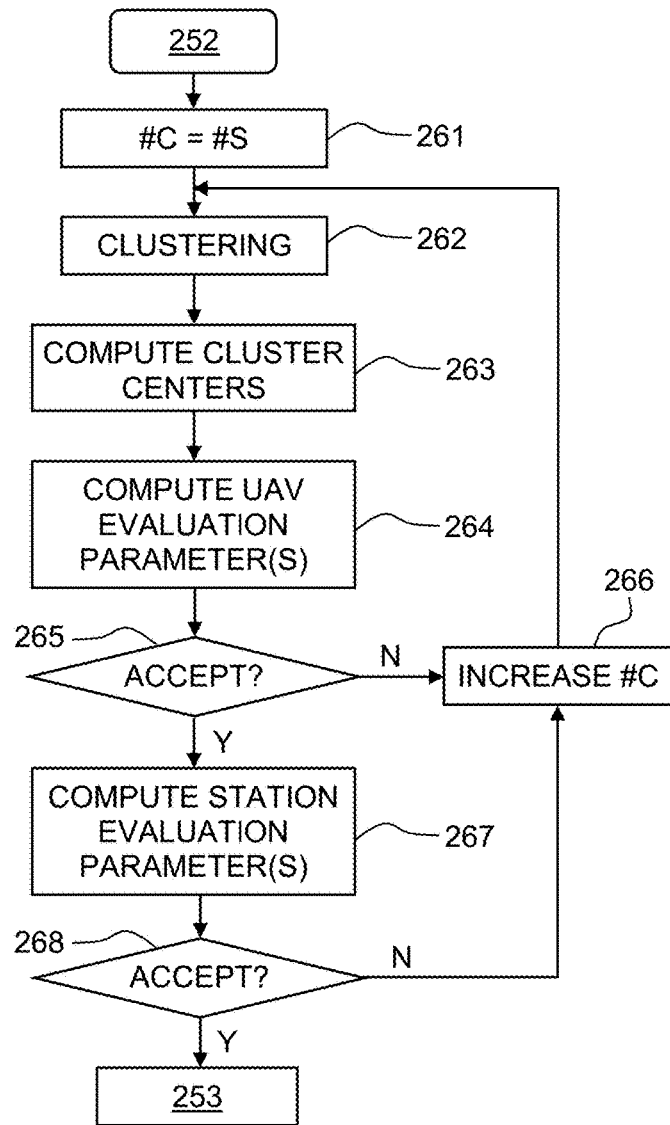 252
#C = #S
261
CLUSTERING
262
COMPUTE CLUSTER
CENTERS
263
COMPUTE UAV
EVALUATION
PARAMETER(S)
264
265
ACCEPT?
N
266
INCREASE #C
Y
COMPUTE STATION
EVALUATION
PARAMETER(S)
267
268
ACCEPT?
N
Y
253